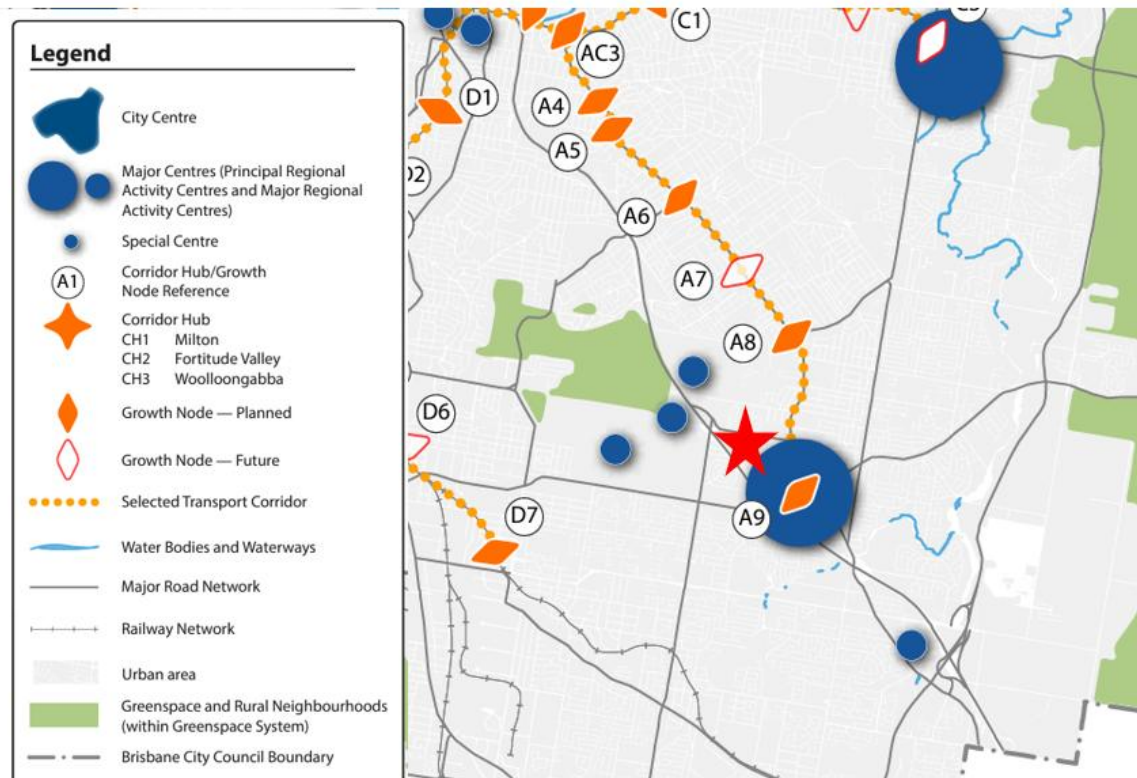 Legend
City Centre
Major Centres (Principal Regional
Activity Centres and Major Regional
Activity Centres)
Special Centre
A1
Corridor Hub/Growth
Node Reference
Corridor Hub
CH1 Milton
CH2 Fortitude Valley
CH3 Woolloongabba
Growth Node — Planned
Growth Node — Future
Selected Transport Corridor
Water Bodies and Waterways
Major Road Network
Railway Network
Urban area
Greenspace and Rural Neighbourhoods
(within Greenspace System)
Brisbane City Council Boundary
C1
AC3
D1
A4
A5
A6
A7
A8
D6
D7
A9